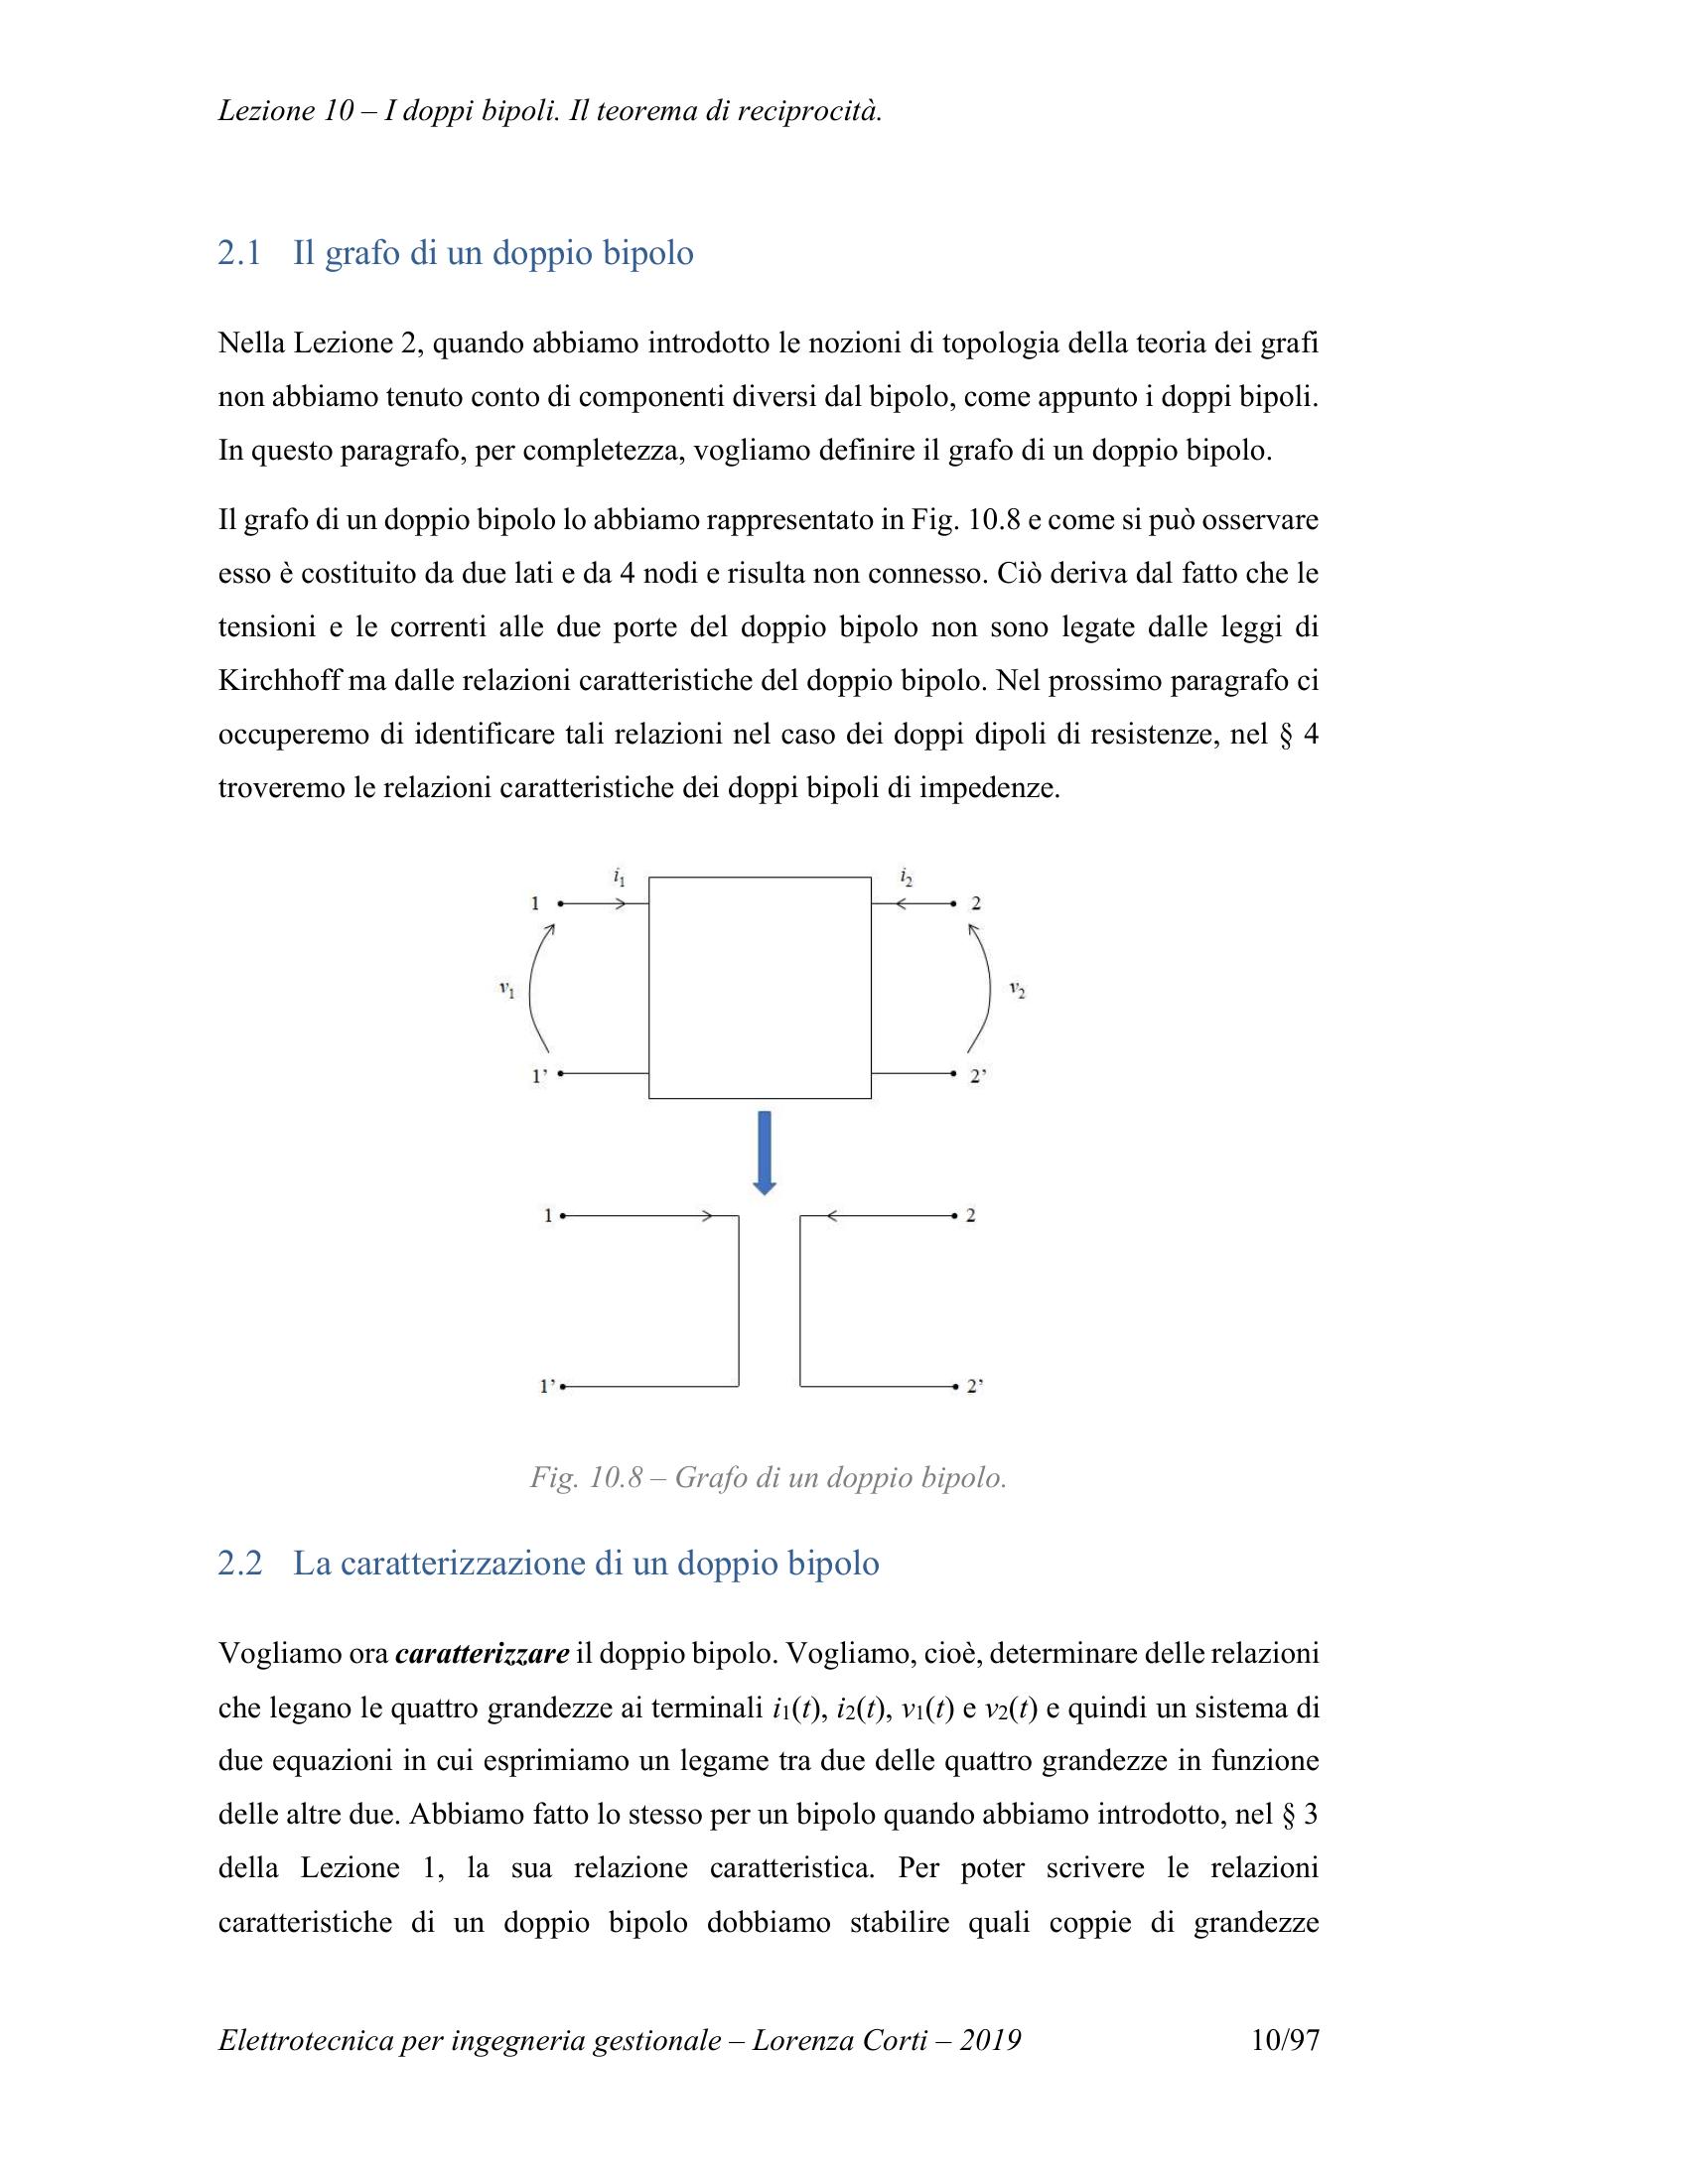 Lezione 10 – I doppi bipoli. Il teorema di reciprocità.
2.1 Il grafo di un doppio bipolo
Nella Lezione 2, quando abbiamo introdotto le nozioni di topologia della teoria dei grafi
non abbiamo tenuto conto di componenti diversi dal bipolo, come appunto i doppi bipoli.
In questo paragrafo, per completezza, vogliamo definire il grafo di un doppio bipolo.
Il grafo di un doppio bipolo lo abbiamo rappresentato in Fig. 10.8 e come si può osservare
esso è costituito da due lati e da 4 nodi e risulta non connesso. Ciò deriva dal fatto che le
tensioni e le correnti alle due porte del doppio bipolo non sono legate dalle leggi di
Kirchhoff ma dalle relazioni caratteristiche del doppio bipolo. Nel prossimo paragrafo ci
occuperemo di identificare tali relazioni nel caso dei doppi dipoli di resistenze, nel § 4
troveremo le relazioni caratteristiche dei doppi bipoli di impedenze.
i1 i2
1 2
v1 v2
1’ 2’
1 2
1’ 2’
Fig. 10.8 – Grafo di un doppio bipolo.
2.2 La caratterizzazione di un doppio bipolo
Vogliamo ora caratterizzare il doppio bipolo. Vogliamo, cioè, determinare delle relazioni
che legano le quattro grandezze ai terminali i1(t), i2(t), v1(t) e v2(t) e quindi un sistema di
due equazioni in cui esprimiamo un legame tra due delle quattro grandezze in funzione
delle altre due. Abbiamo fatto lo stesso per un bipolo quando abbiamo introdotto, nel § 3
della Lezione 1, la sua relazione caratteristica. Per poter scrivere le relazioni
caratteristiche di un doppio bipolo dobbiamo stabilire quali coppie di grandezze
Elettrotecnica per ingegneria gestionale – Lorenza Corti – 2019 10/97